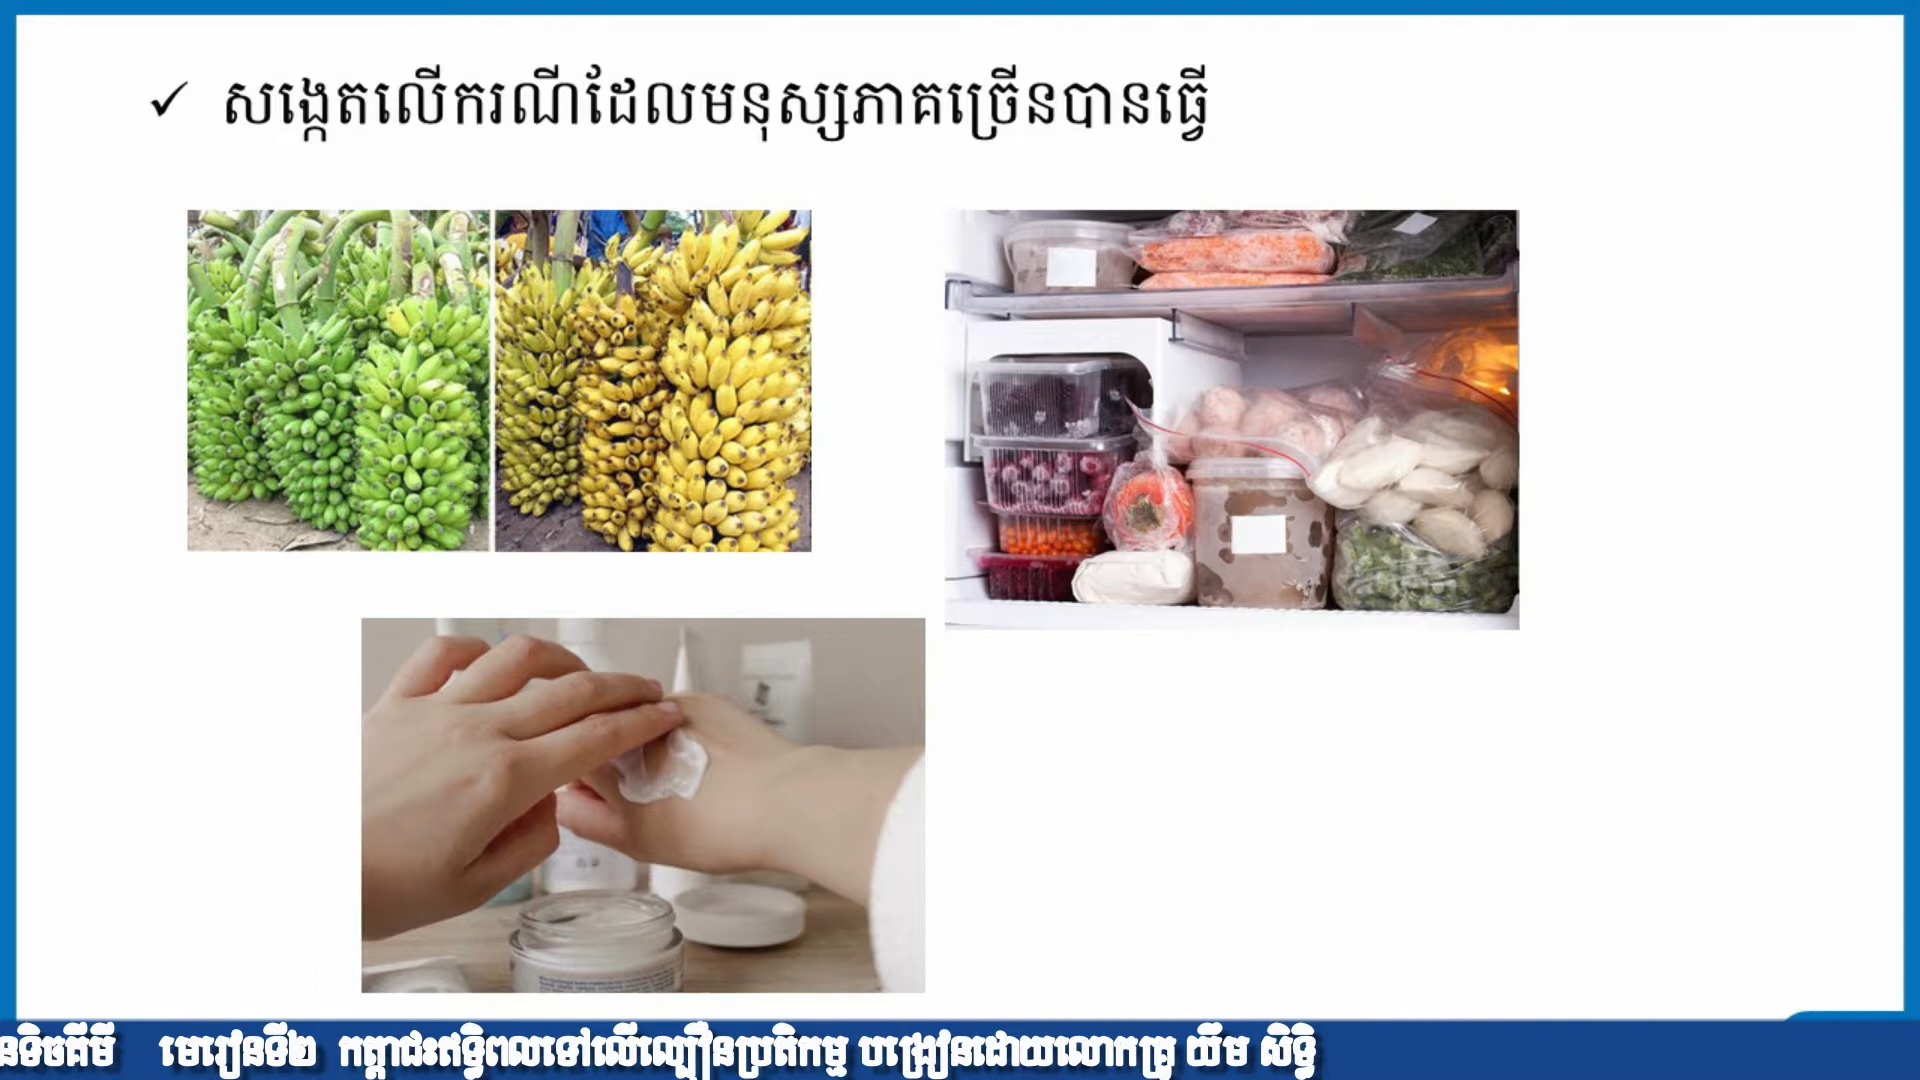 ✓ សង្កេតលើករណីដែលមនុស្សភាគច្រើនបានធ្វើ
មេរៀនទី២ កត្តាជះឥទ្ធិពលទៅលើល្បឿនប្រតិកម្ម បង្រៀនដោយលោកគ្រូ យឹម សិទ្ធិ